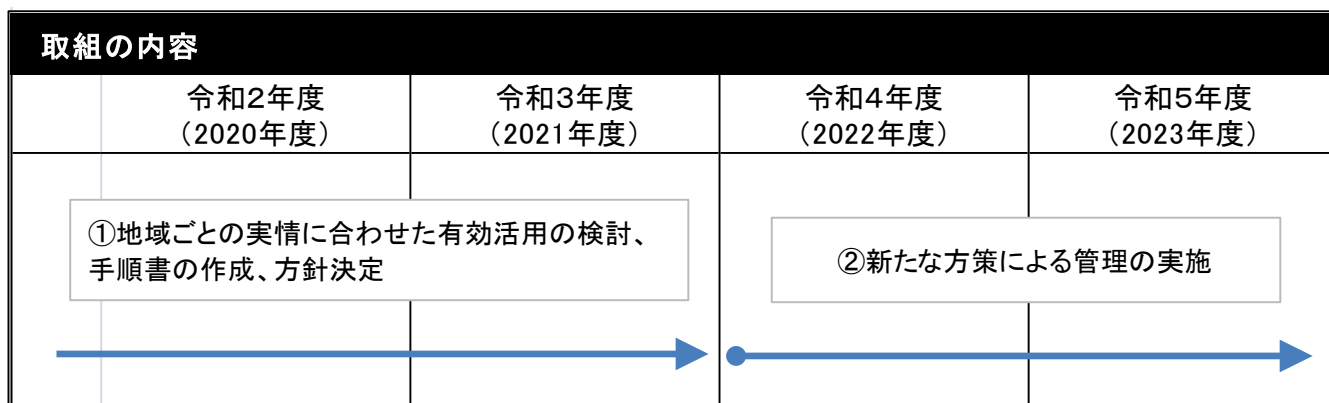 取組の内容
令和2年度 令和3年度 令和4年度 令和5年度
（2020年度） （2021年度） （2022年度） （2023年度）
①地域ごとの実情に合わせた有効活用の検討、
手順書の作成、方針決定
②新たな方策による管理の実施